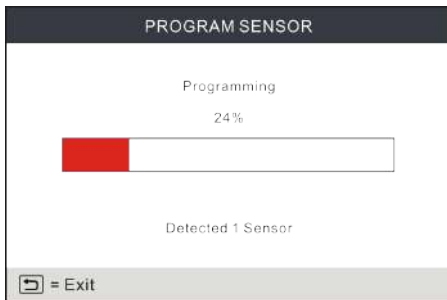 PROGRAM SENSOR
Programming
24%
Detected 1 Sensor
= Exit